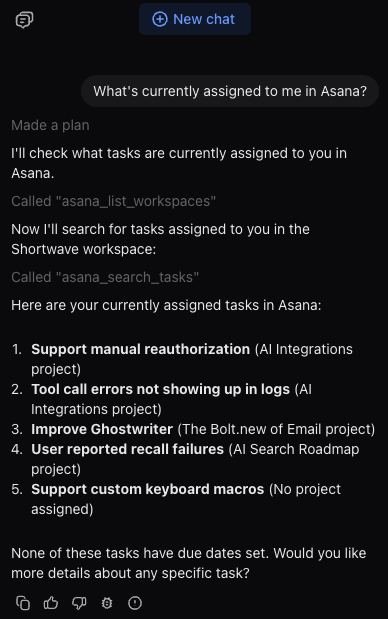 New chat
What's currently assigned to me in Asana?
Made a plan
I'll check what tasks are currently assigned to you in
Asana.
Called "asana_list_workspaces"
Now I'll search for tasks assigned to you in the
Shortwave workspace:
Called "asana_search_tasks"
Here are your currently assigned tasks in Asana:
1. Support manual reauthorization (AI Integrations
project)
2. Tool call errors not showing up in logs (AI
Integrations project)
3. Improve Ghostwriter (The Bolt.new of Email project)
4. User reported recall failures (AI Search Roadmap
project)
5. Support custom keyboard macros (No project
assigned)
None of these tasks have due dates set. Would you like
more details about any specific task?